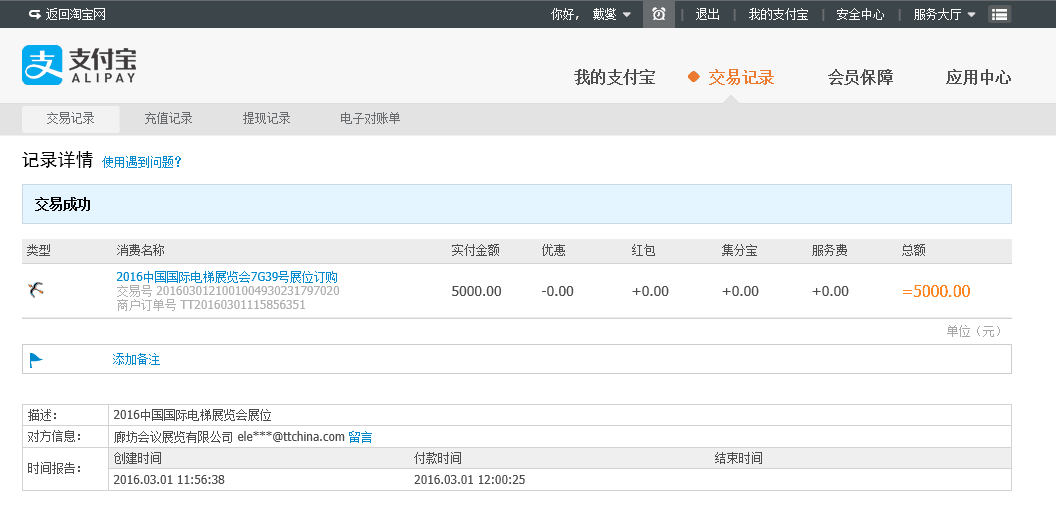 返回淘宝网 你好， 戴燮 退出 | 我的支付宝 | 安全中心 | 服务大厅
支付宝
ALIPAY
我的支付宝 交易记录 会员保障 应用中心
交易记录 充值记录 提现记录 电子对账单
记录详情 使用遇到问题?
交易成功
类型 消费名称 实付金额 优惠 红包 集分宝 服务费 总额
2016中国国际电梯展览会7G39号展位订购
交易号 2016030121001004930231797020
商户订单号 TT20160301115856351
5000.00 -0.00 +0.00 +0.00 +0.00 =5000.00
单位（元）
添加备注
描述： 2016中国国际电梯展览会展位
对方信息： 廊坊会议展览有限公司 ele***@ttchina.com 留言
时间报告： 创建时间 付款时间 结束时间
2016.03.01 11:56:38 2016.03.01 12:00:25